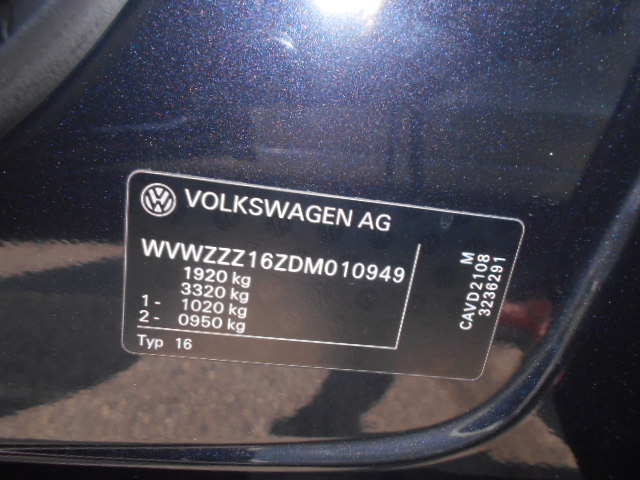 VOLKSWAGEN AG
WVWZZZ16ZDM010949
1920 kg
3320 kg
1- 1020 kg
2- 0950 kg
Typ 16
M
CAVD2108
3236291